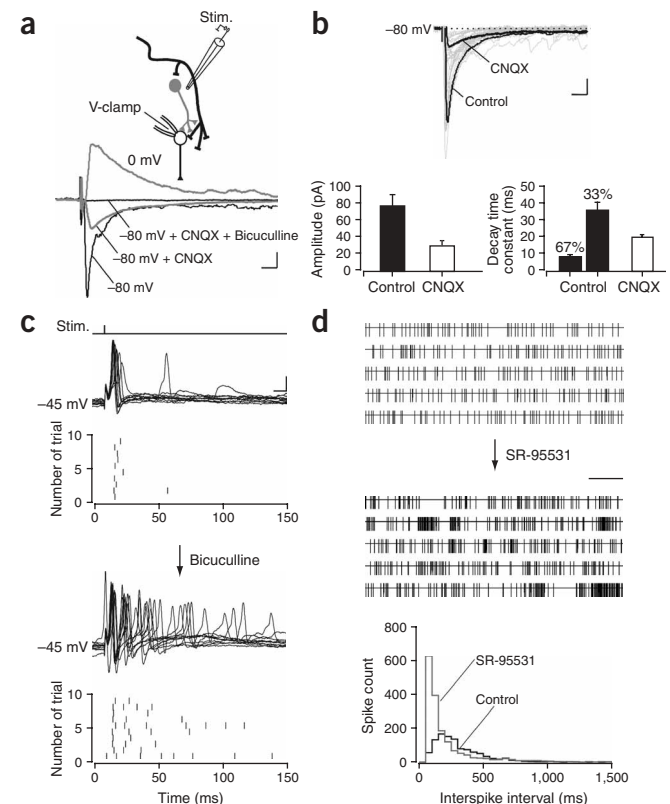 a
Stim.
V-clamp
0 mV
–80 mV + CNQX + Bicuculline
–80 mV + CNQX
–80 mV
b
–80 mV
CNQX
Control
Amplitude (pA)
100
80
60
40
20
0
Control CNQX
Decay time
constant (ms)
50
40
30
20
10
0
67%
33%
Control CNQX
c
Stim.
–45 mV
Number of trial
10
5
0
0 50 100 150
Bicuculline
–45 mV
Number of trial
10
5
0
0 50 100 150
Time (ms)
d
SR-95531
Spike count
800
600
400
200
0
SR-95531
Control
0 500 1,000 1,500
Interspike interval (ms)